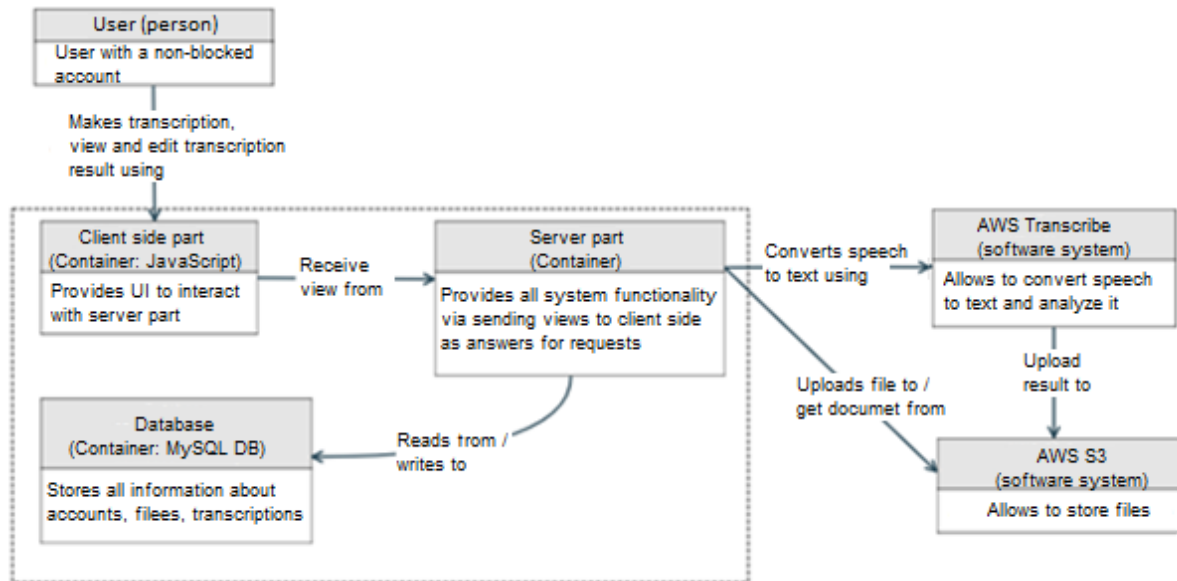 User (person)
User with a non-blocked
account
Makes transcription,
view and edit transcription
result using
Client side part
(Container: JavaScript)
Provides UI to interact
with server part
Receive
view from
Server part
(Container)
Provides all system functionality
via sending views to client side
as answers for requests
Converts speech
to text using
AWS Transcribe
(software system)
Allows to convert speech
to text and analyze it
Upload
result to
Uploads file to /
get documet from
Database
(Container: MySQL DB)
Stores all information about
accounts, filees, transcriptions
Reads from /
writes to
AWS S3
(software system)
Allows to store files